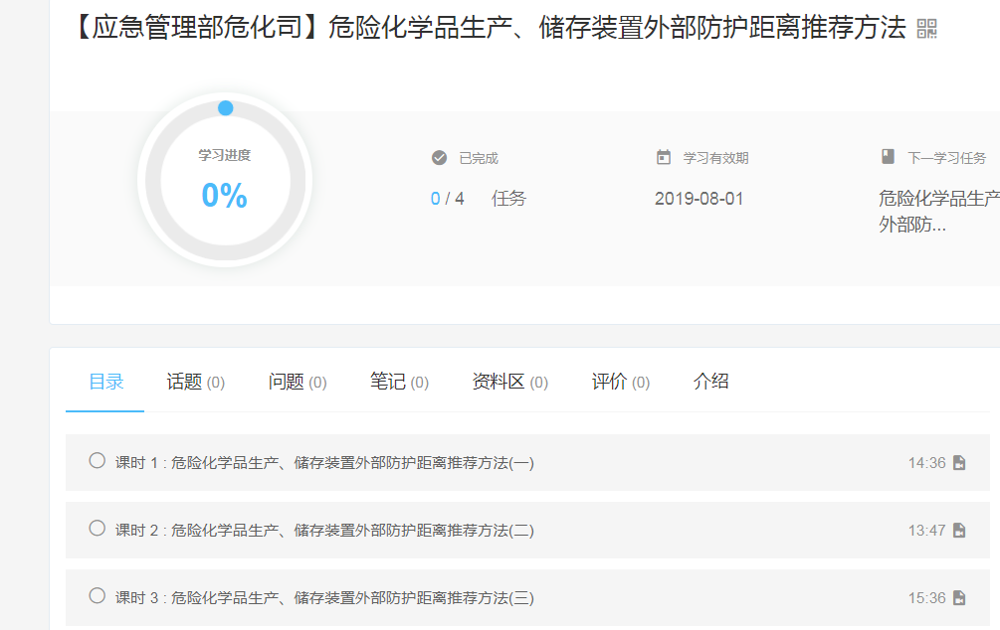 【应急管理部危化司】危险化学品生产、储存装置外部防护距离推荐方法
学习进度
0%
已完成
0 / 4 任务
学习有效期
2019-08-01
下一学习任务
危险化学品生产
外部防...
目录 话题 (0) 问题 (0) 笔记 (0) 资料区 (0) 评价 (0) 介绍
课时 1 : 危险化学品生产、储存装置外部防护距离推荐方法(一) 14:36
课时 2 : 危险化学品生产、储存装置外部防护距离推荐方法(二) 13:47
课时 3 : 危险化学品生产、储存装置外部防护距离推荐方法(三) 15:36